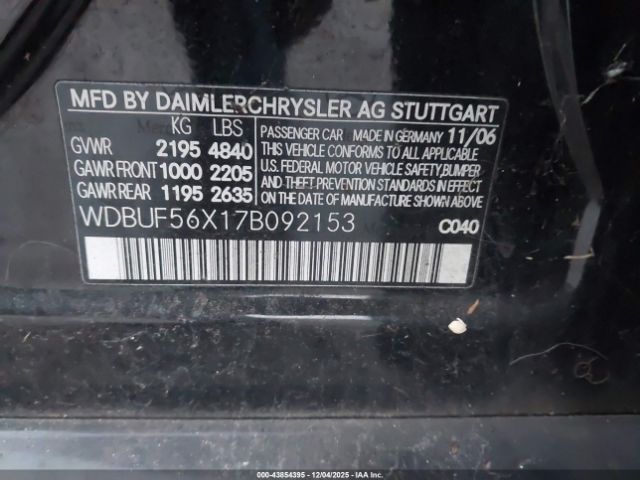 MFD BY DAIMLERCHRYSLER AG STUTTGART
KG LBS
GVWR 2195 4840
GAWR FRONT 1000 2205
GAWR REAR 1195 2635
PASSENGER CAR MADE IN GERMANY 11/06
THIS VEHICLE CONFORMS TO ALL APPLICABLE
U.S. FEDERAL MOTOR VEHICLE SAFETY,BUMPER
AND THEFT PREVENTION STANDARDS IN EFFECT
ON THE DATE OF MANUFACTURE SHOWN ABOVE
WDBUF56X17B092153 C040
000-43854395 - 12/04/2025 - IAAI.CA